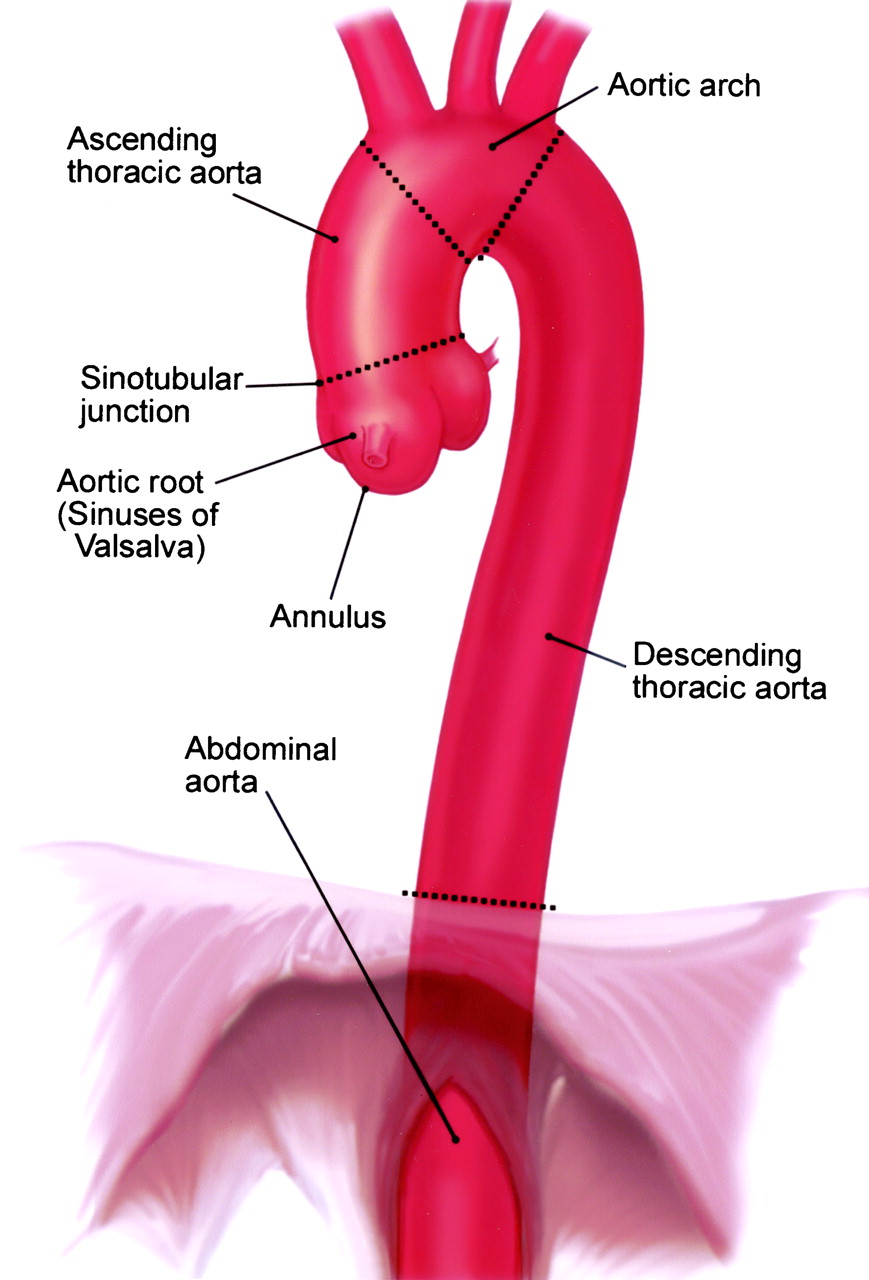 Aortic arch
Ascending
thoracic aorta
Sinotubular
junction
Aortic root
(Sinuses of
Valsalva)
Annulus
Descending
thoracic aorta
Abdominal
aorta